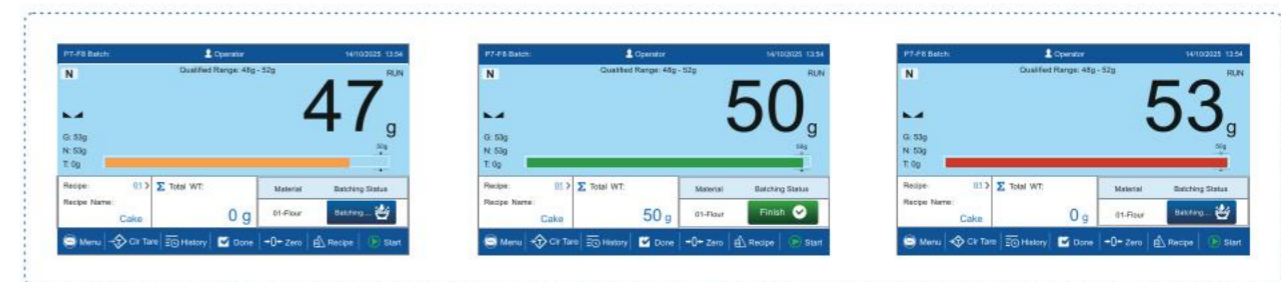 P7-F8 Batch:
Operator
14/10/2025 13:54
N
Qualified Range: 48g - 52g
RUN
47 g
G: 53g
N: 53g
T: 0g
50g
Recipe: 01 >
Σ Total WT:
Material
Batching Status
Recipe Name:
Cake
0 g
01-Flour
Batching...
Menu
Clr Tare
History
Done
→0← Zero
Recipe
Start
P7-F8 Batch:
Operator
14/10/2025 13:54
N
Qualified Range: 48g - 52g
RUN
50 g
G: 53g
N: 53g
T: 0g
Recipe: 01 >
Σ Total WT:
Material
Batching Status
Recipe Name:
Cake
50 g
01-Flour
Finish
Menu
Clr Tare
History
Done
→0← Zero
Recipe
Start
P7-F8 Batch:
Operator
14/10/2025 13:54
N
Qualified Range: 48g - 52g
RUN
53 g
G: 53g
N: 53g
T: 0g
Recipe: 01 >
Σ Total WT:
Material
Batching Status
Recipe Name:
Cake
0 g
01-Flour
Batching...
Menu
Clr Tare
History
Done
→0← Zero
Recipe
Start